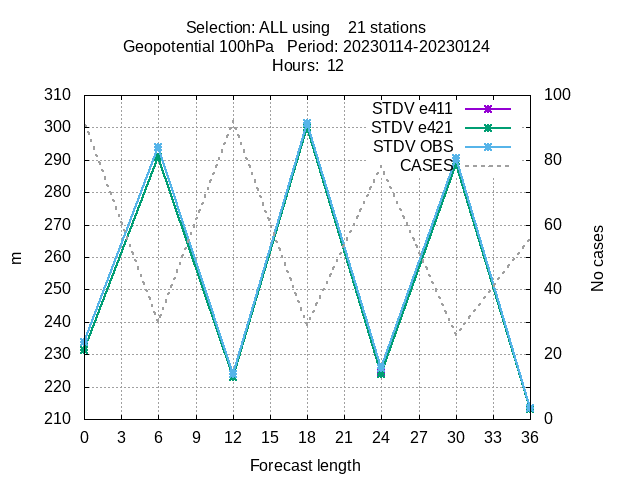 Selection: ALL using    21 stations
Geopotential 100hPa   Period: 20230114-20230124
Hours:  12
310 100
STDV e411
300
STDV e421
STDV OBS
290 80
CASES
280
270 60
260
m
No cases
250 40
240
230 20
220
210 0
0 3 6 9 12 15 18 21 24 27 30 33 36
Forecast length